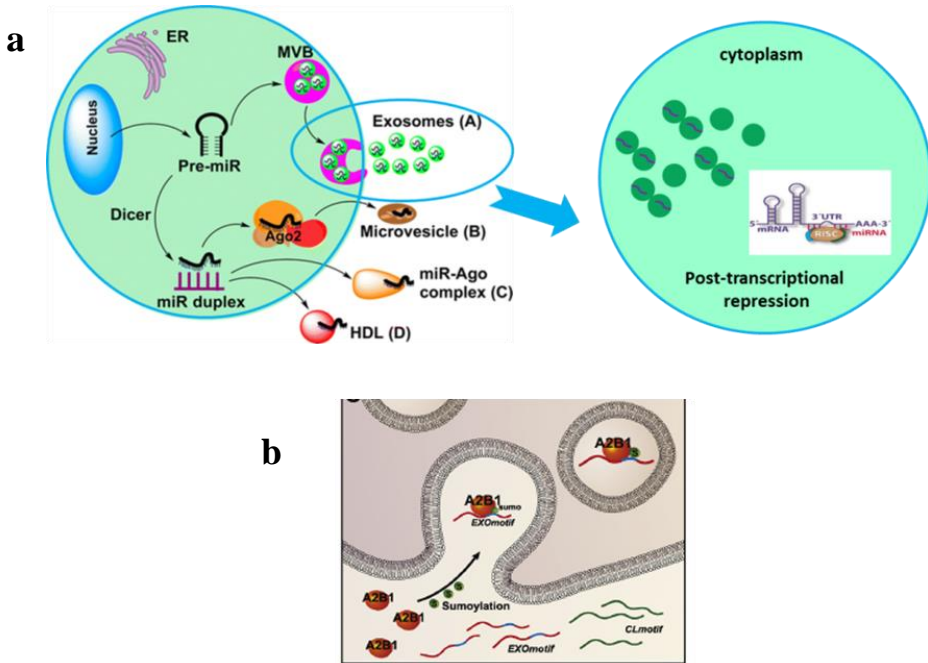 a
ER
MVB
Nucleus
Pre-miR
Exosomes (A)
Dicer
Ago2
Microvesicle (B)
miR duplex
miR-Ago
complex (C)
HDL (D)
cytoplasm
5´
mRNA
3´UTR
RISC
AAA-3´
miRNA
Post-transcriptional
repression
b
A2B1
S
A2B1
sumo
EXOmotif
A2B1
A2B1
A2B1
S
S
S
Sumoylation
EXOmotif
CLmotif